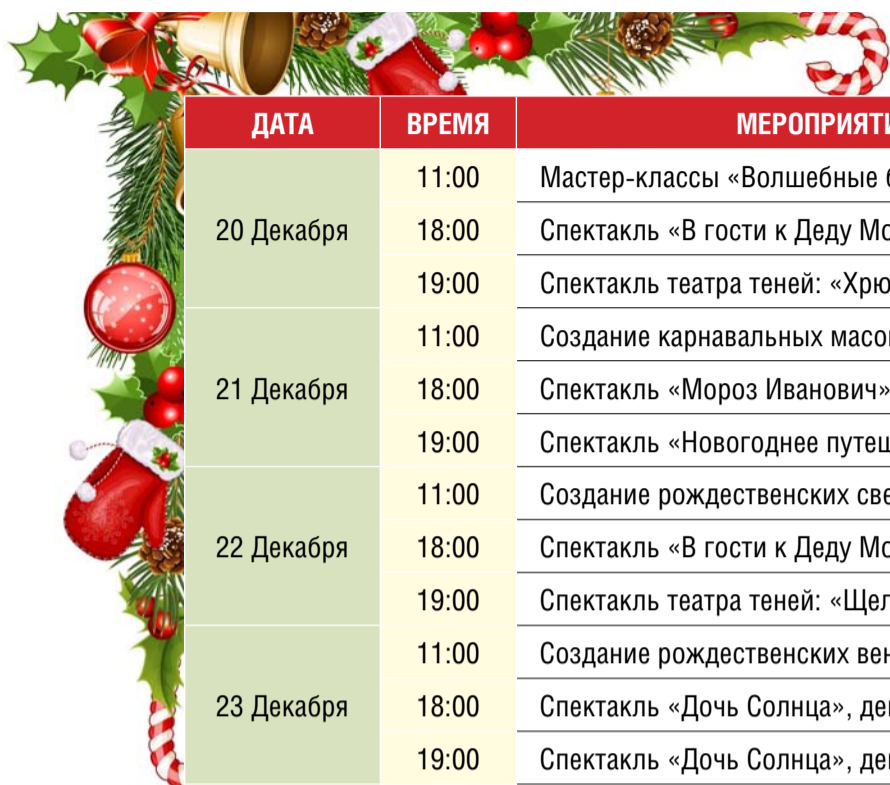 ДАТА ВРЕМЯ МЕРОПРИЯТИ
11:00 Мастер-классы «Волшебные
20 Декабря 18:00 Спектакль «В гости к Деду Мо
19:00 Спектакль театра теней: «Хрю
11:00 Создание карнавальных масо
21 Декабря 18:00 Спектакль «Мороз Иванович»
19:00 Спектакль «Новогоднее путеш
11:00 Создание рождественских све
22 Декабря 18:00 Спектакль «В гости к Деду Мо
19:00 Спектакль театра теней: «Щел
11:00 Создание рождественских вен
23 Декабря 18:00 Спектакль «Дочь Солнца», де
19:00 Спектакль «Дочь Солнца», де